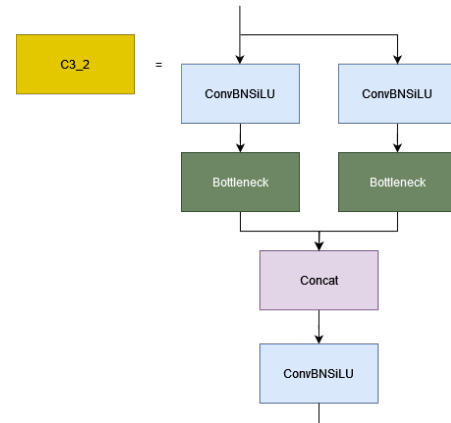 C3_2
=
ConvBNSiLU
ConvBNSiLU
Bottleneck
Bottleneck
Concat
ConvBNSiLU